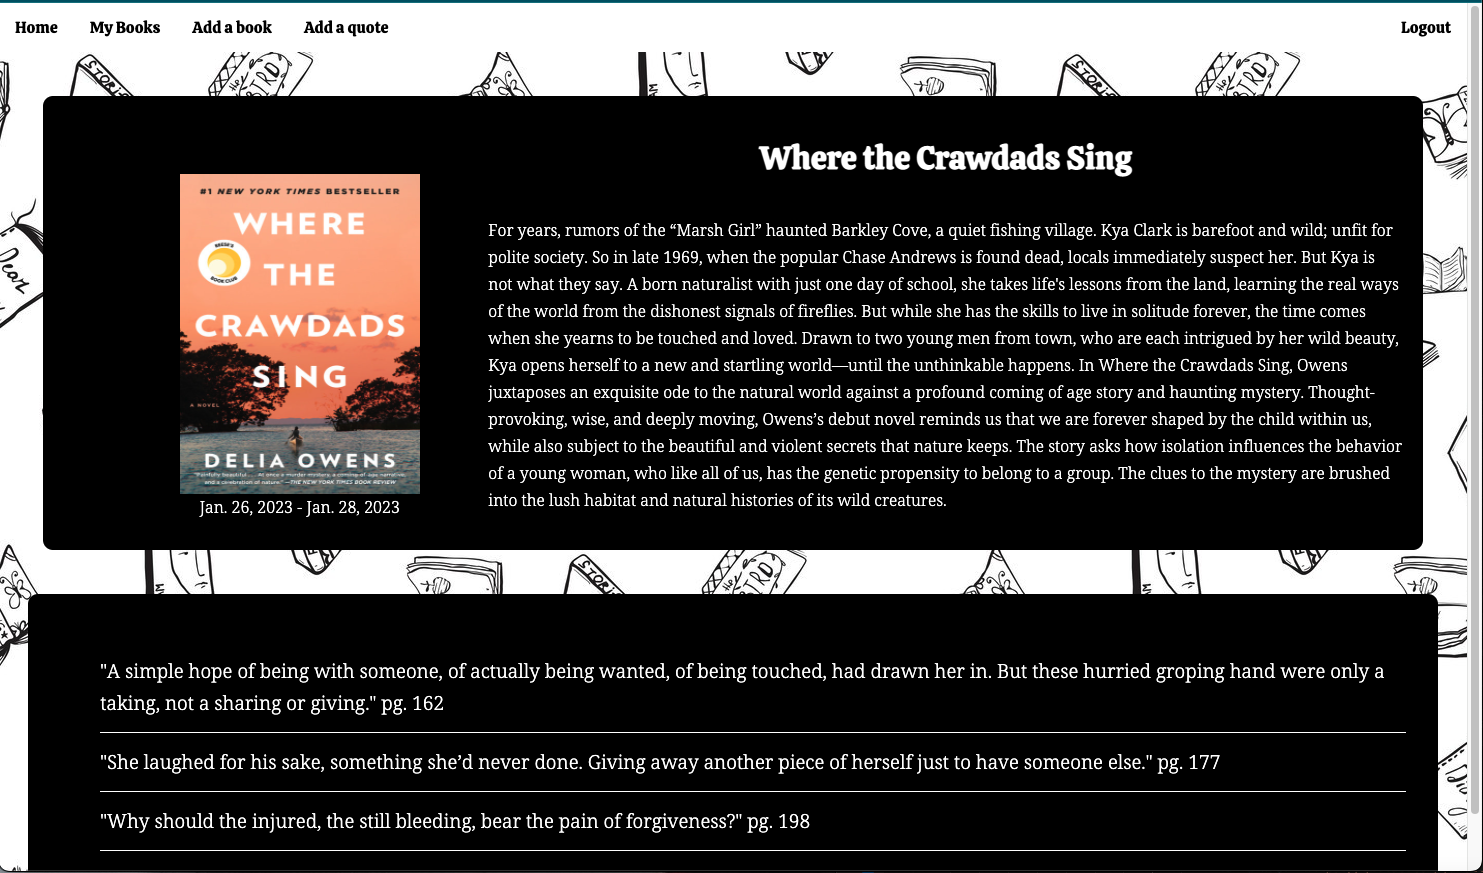 Home My Books Add a book Add a quote Logout
Where the Crawdads Sing
#1 NEW YORK TIMES BESTSELLER
WHERE
REESE'S
BOOK CLUB
THE
CRAWDADS
SING
A NOVEL
DELIA OWENS
"Painfully beautiful.... At once a murder mystery, a coming-of-age narrative,
and a celebration of nature." —THE NEW YORK TIMES BOOK REVIEW
Jan. 26, 2023 - Jan. 28, 2023
For years, rumors of the “Marsh Girl” haunted Barkley Cove, a quiet fishing village. Kya Clark is barefoot and wild; unfit for
polite society. So in late 1969, when the popular Chase Andrews is found dead, locals immediately suspect her. But Kya is
not what they say. A born naturalist with just one day of school, she takes life's lessons from the land, learning the real ways
of the world from the dishonest signals of fireflies. But while she has the skills to live in solitude forever, the time comes
when she yearns to be touched and loved. Drawn to two young men from town, who are each intrigued by her wild beauty,
Kya opens herself to a new and startling world—until the unthinkable happens. In Where the Crawdads Sing, Owens
juxtaposes an exquisite ode to the natural world against a profound coming of age story and haunting mystery. Thought-
provoking, wise, and deeply moving, Owens’s debut novel reminds us that we are forever shaped by the child within us,
while also subject to the beautiful and violent secrets that nature keeps. The story asks how isolation influences the behavior
of a young woman, who like all of us, has the genetic propensity to belong to a group. The clues to the mystery are brushed
into the lush habitat and natural histories of its wild creatures.
"A simple hope of being with someone, of actually being wanted, of being touched, had drawn her in. But these hurried groping hand were only a
taking, not a sharing or giving." pg. 162
"She laughed for his sake, something she’d never done. Giving away another piece of herself just to have someone else." pg. 177
"Why should the injured, the still bleeding, bear the pain of forgiveness?" pg. 198
Dear
the